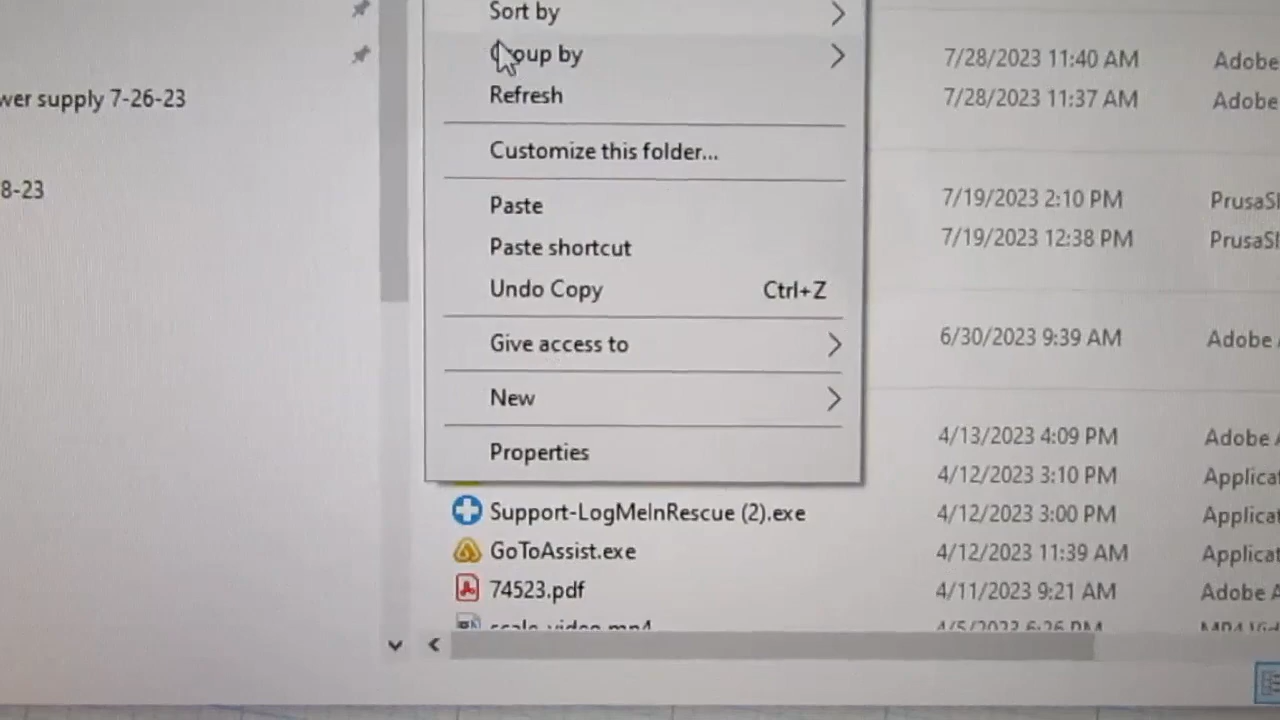 Sort by
Group by
7/28/2023 11:40 AM Adobe
Refresh
7/28/2023 11:37 AM Adobe
wer supply 7-26-23
Customize this folder...
8-23
7/19/2023 2:10 PM PrusaSl
Paste
7/19/2023 12:38 PM PrusaSl
Paste shortcut
Undo Copy Ctrl+Z
Give access to
6/30/2023 9:39 AM Adobe A
New
4/13/2023 4:09 PM Adobe A
Properties
4/12/2023 3:10 PM Applicat
Support-LogMeInRescue (2).exe 4/12/2023 3:00 PM Applicat
GoToAssist.exe 4/12/2023 11:39 AM Applicat
74523.pdf 4/11/2023 9:21 AM Adobe A
scale video.mp4 4/5/2023 6:26 PM MP4 Vid